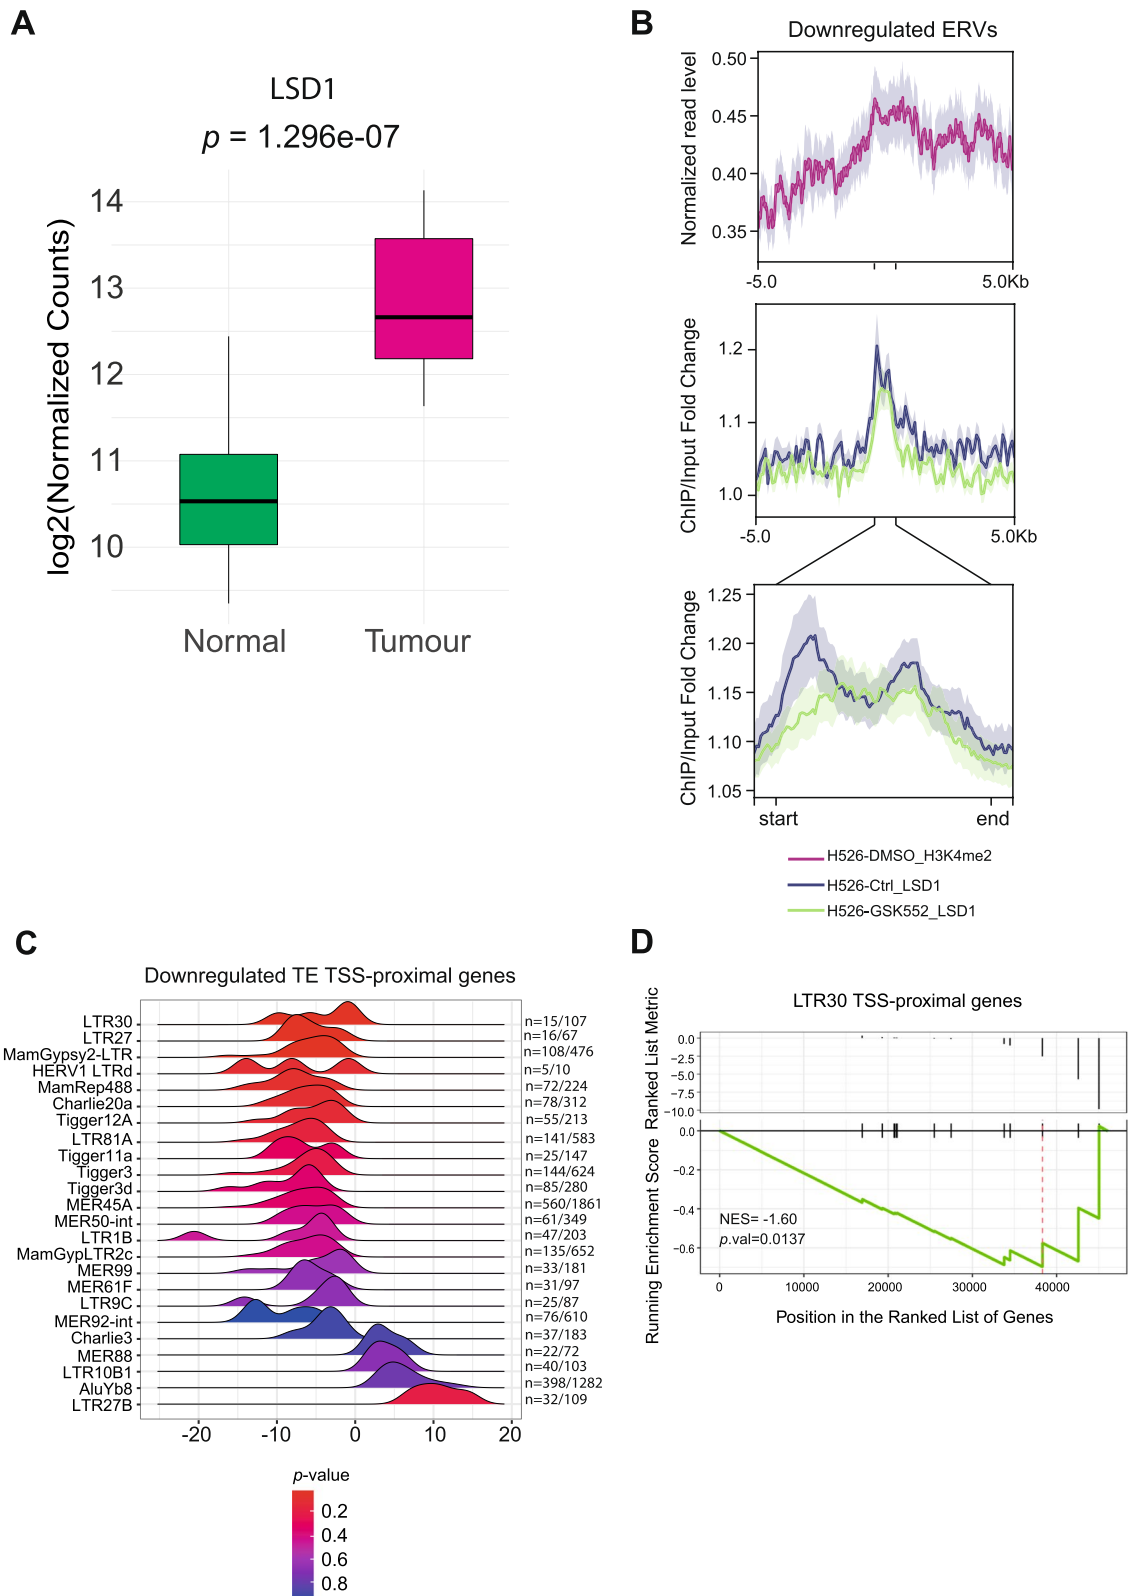 A
LSD1
p = 1.296e-07
log2(Normalized Counts)
14
13
12
11
10
Normal
Tumour
B
Downregulated ERVs
Normalized read level
0.50
0.45
0.40
0.35
-5.0
5.0Kb
ChIP/Input Fold Change
1.2
1.1
1.0
-5.0
5.0Kb
ChIP/Input Fold Change
1.25
1.20
1.15
1.10
1.05
start
end
H526-DMSO_H3K4me2
H526-Ctrl_LSD1
H526-GSK552_LSD1
C
Downregulated TE TSS-proximal genes
LTR30 n=15/107
LTR27 n=16/67
MamGypsy2-LTR n=108/476
HERV1 LTRd n=5/10
MamRep488 n=72/224
Charlie20a n=78/312
Tigger12A n=55/213
LTR81A n=141/583
Tigger11a n=25/147
Tigger3 n=144/624
Tigger3d n=85/280
MER45A n=560/1861
MER50-int n=61/349
LTR1B n=47/203
MamGypLTR2c n=135/652
MER99 n=33/181
MER61F n=31/97
LTR9C n=25/87
MER92-int n=76/610
Charlie3 n=37/183
MER88 n=22/72
LTR10B1 n=40/103
AluYb8 n=398/1282
LTR27B n=32/109
-20 -10 0 10 20
p-value
0.2
0.4
0.6
0.8
D
LTR30 TSS-proximal genes
Ranked List Metric
0.0
−2.5
−5.0
−7.5
−10.0
Running Enrichment Score
0.0
−0.2
−0.4
−0.6
NES= -1.60
p.val=0.0137
0 10000 20000 30000 40000
Position in the Ranked List of Genes